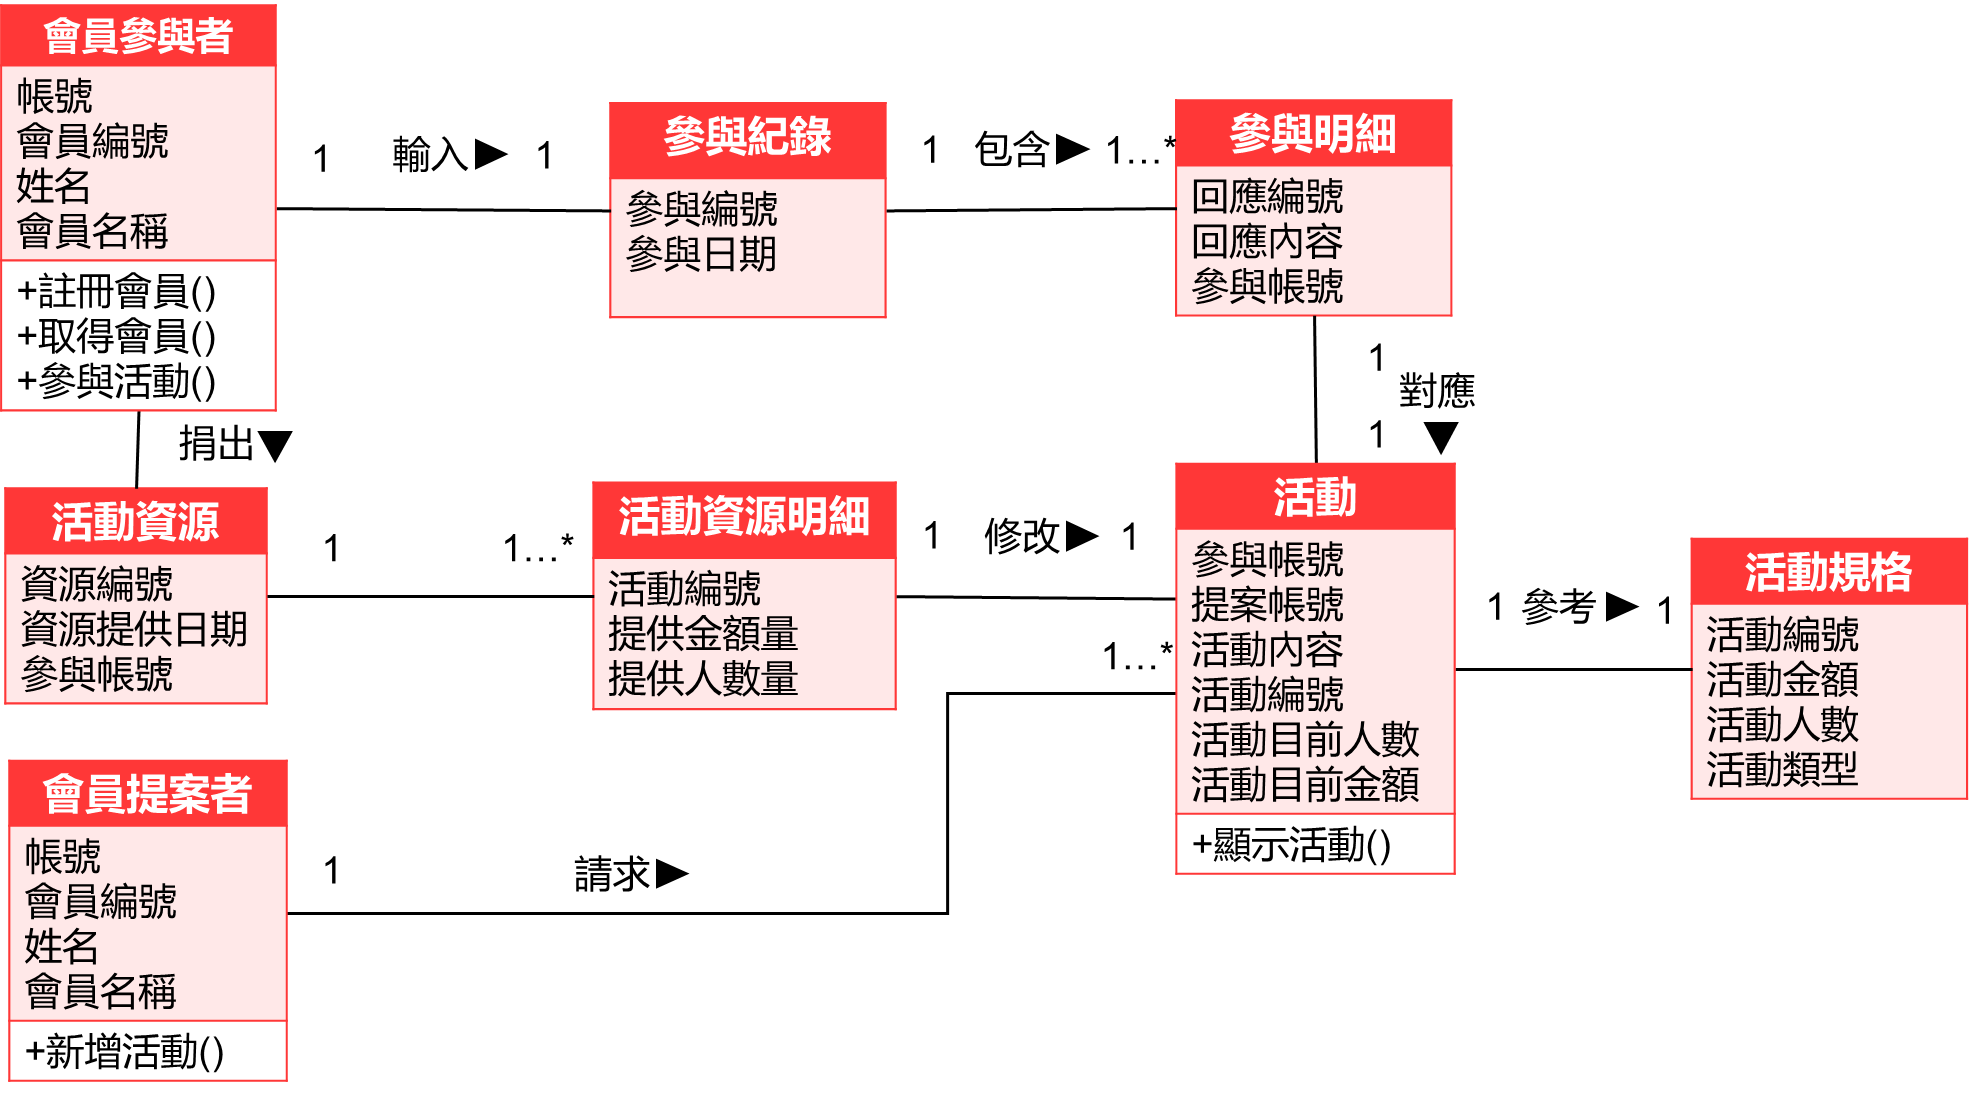 會員參與者
帳號
會員編號
姓名
會員名稱
+註冊會員()
+取得會員()
+參與活動()
1 輸入▶ 1
參與紀錄
參與編號
參與日期
1 包含▶ 1…*
參與明細
回應編號
回應內容
參與帳號
1
對應
1 ▼
捐出▼
活動資源
資源編號
資源提供日期
參與帳號
1 1…*
活動資源明細
活動編號
提供金額量
提供人數量
1 修改▶ 1
活動
參與帳號
提案帳號
活動內容
活動編號
活動目前人數
活動目前金額
+顯示活動()
1 參考▶ 1
活動規格
活動編號
活動金額
活動人數
活動類型
會員提案者
帳號
會員編號
姓名
會員名稱
+新增活動()
1 請求▶ 1…*